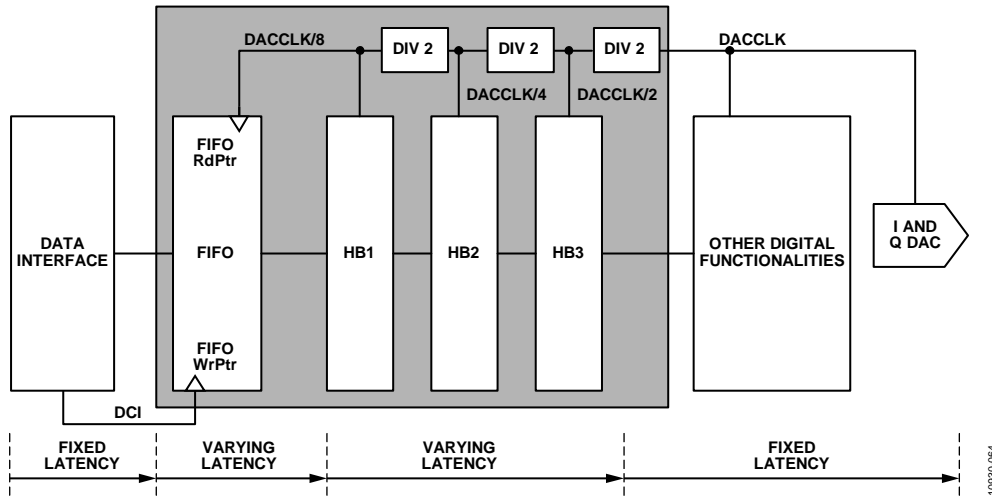 DACCLK/8
DIV 2
DIV 2
DIV 2
DACCLK
DACCLK/4
DACCLK/2
FIFO
RdPtr
DATA
INTERFACE
FIFO
HB1
HB2
HB3
OTHER DIGITAL
FUNCTIONALITIES
I AND
Q DAC
FIFO
WrPtr
DCI
FIXED
LATENCY
VARYING
LATENCY
VARYING
LATENCY
FIXED
LATENCY